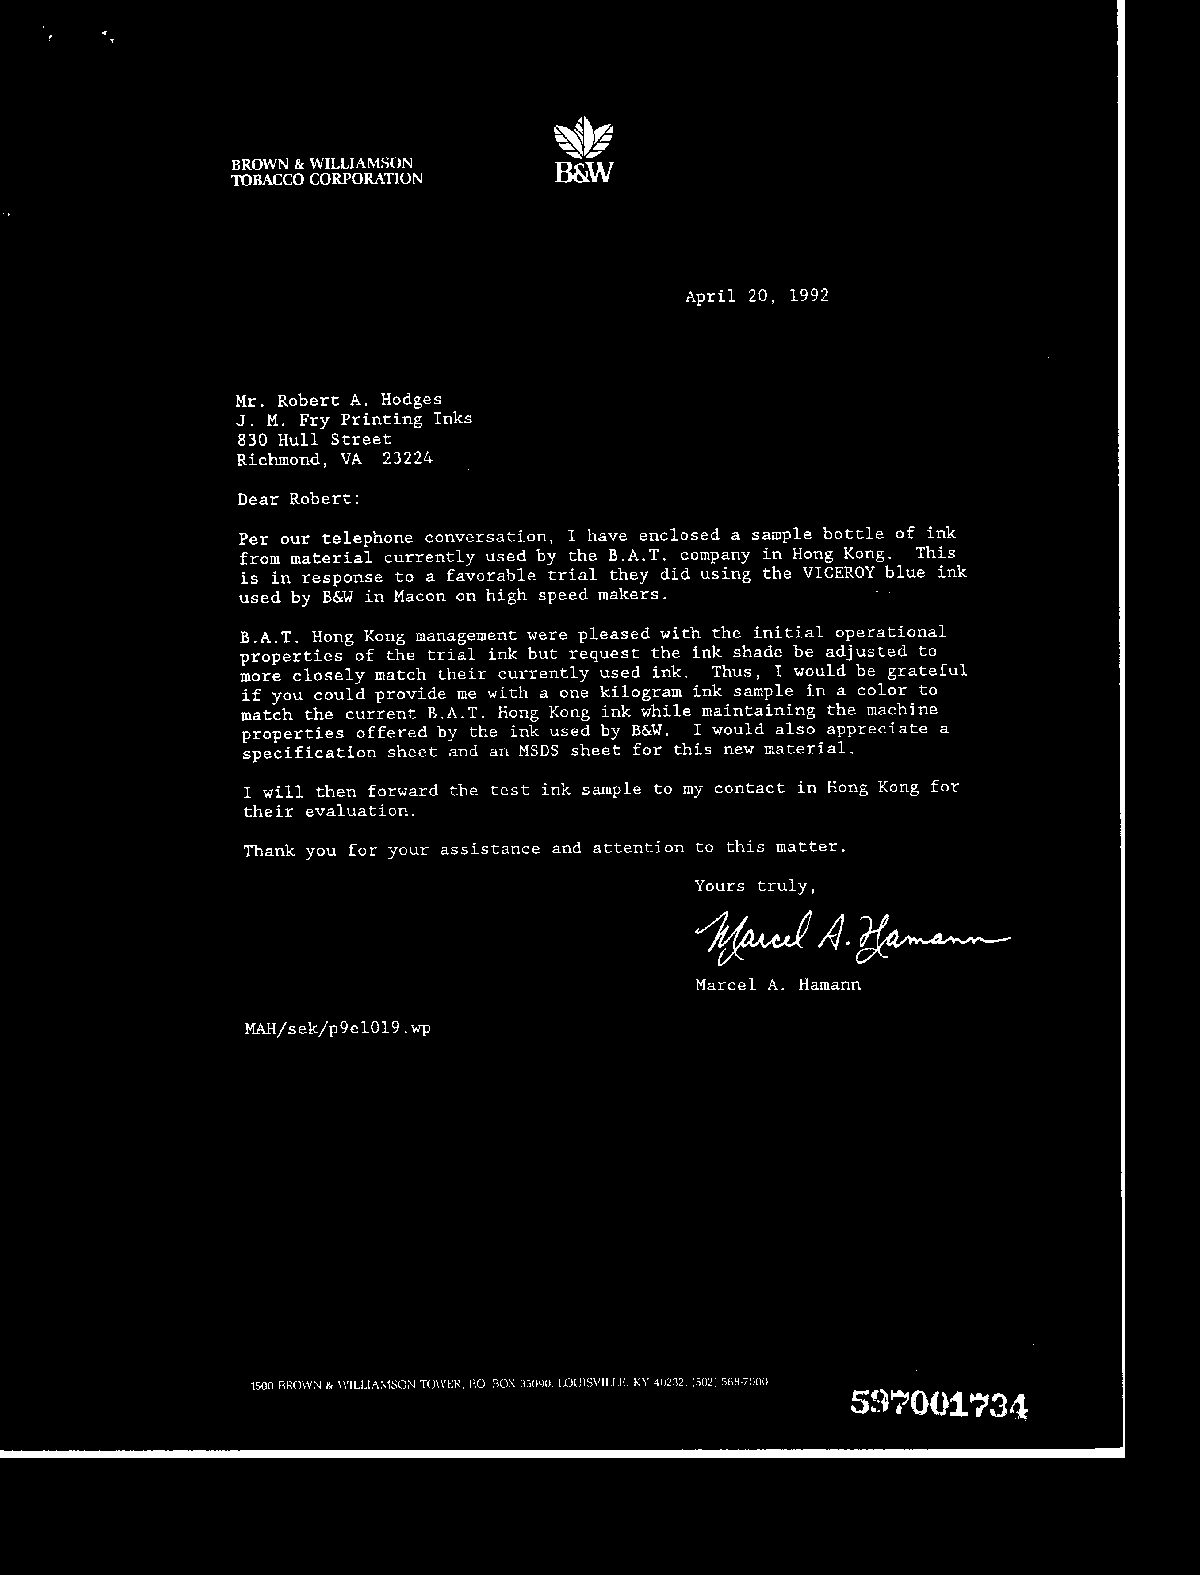 BROWN & WILLIAMSON
TOBACCO CORPORATION
B&W
April 20, 1992
Mr. Robert A. Hodges
J. M. Fry Printing Inks
830 Hull Street
Richmond, VA 23224
Dear Robert:
Per our telephone conversation, I have enclosed a sample bottle of ink
from material currently used by the B.A.T. company in Hong Kong. This
is in response to a favorable trial they did using the VICEROY blue ink
used by B&W in Macon on high speed makers.
B.A.T. Hong Kong management were pleased with the initial operational
properties of the trial ink but request the ink shade be adjusted to
more closely match their currently used ink. Thus, I would be grateful
if you could provide me with a one kilogram ink sample in a color to
match the current B.A.T. Hong Kong ink while maintaining the machine
properties offered by the ink used by B&W. I would also appreciate a
specification sheet and an MSDS sheet for this new material.
I will then forward the test ink sample to my contact in Hong Kong for
their evaluation.
Thank you for your assistance and attention to this matter.
Yours truly,
Marcel A. Hamann
Marcel A. Hamann
MAH/sek/p9c1019.wp
1500 BROWN & WILLIAMSON TOWER, P.O. BOX 35090, LOUISVILLE, KY 40232, (502) 568-7000
597001734